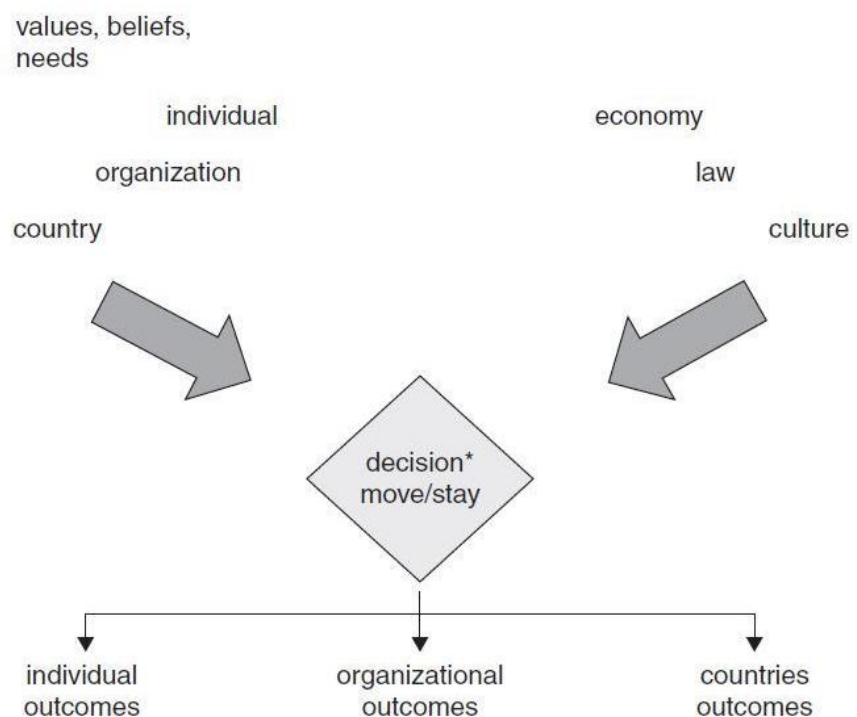 values, beliefs,
needs
individual
economy
organization
law
country
culture
decision*
move/stay
individual
outcomes
organizational
outcomes
countries
outcomes